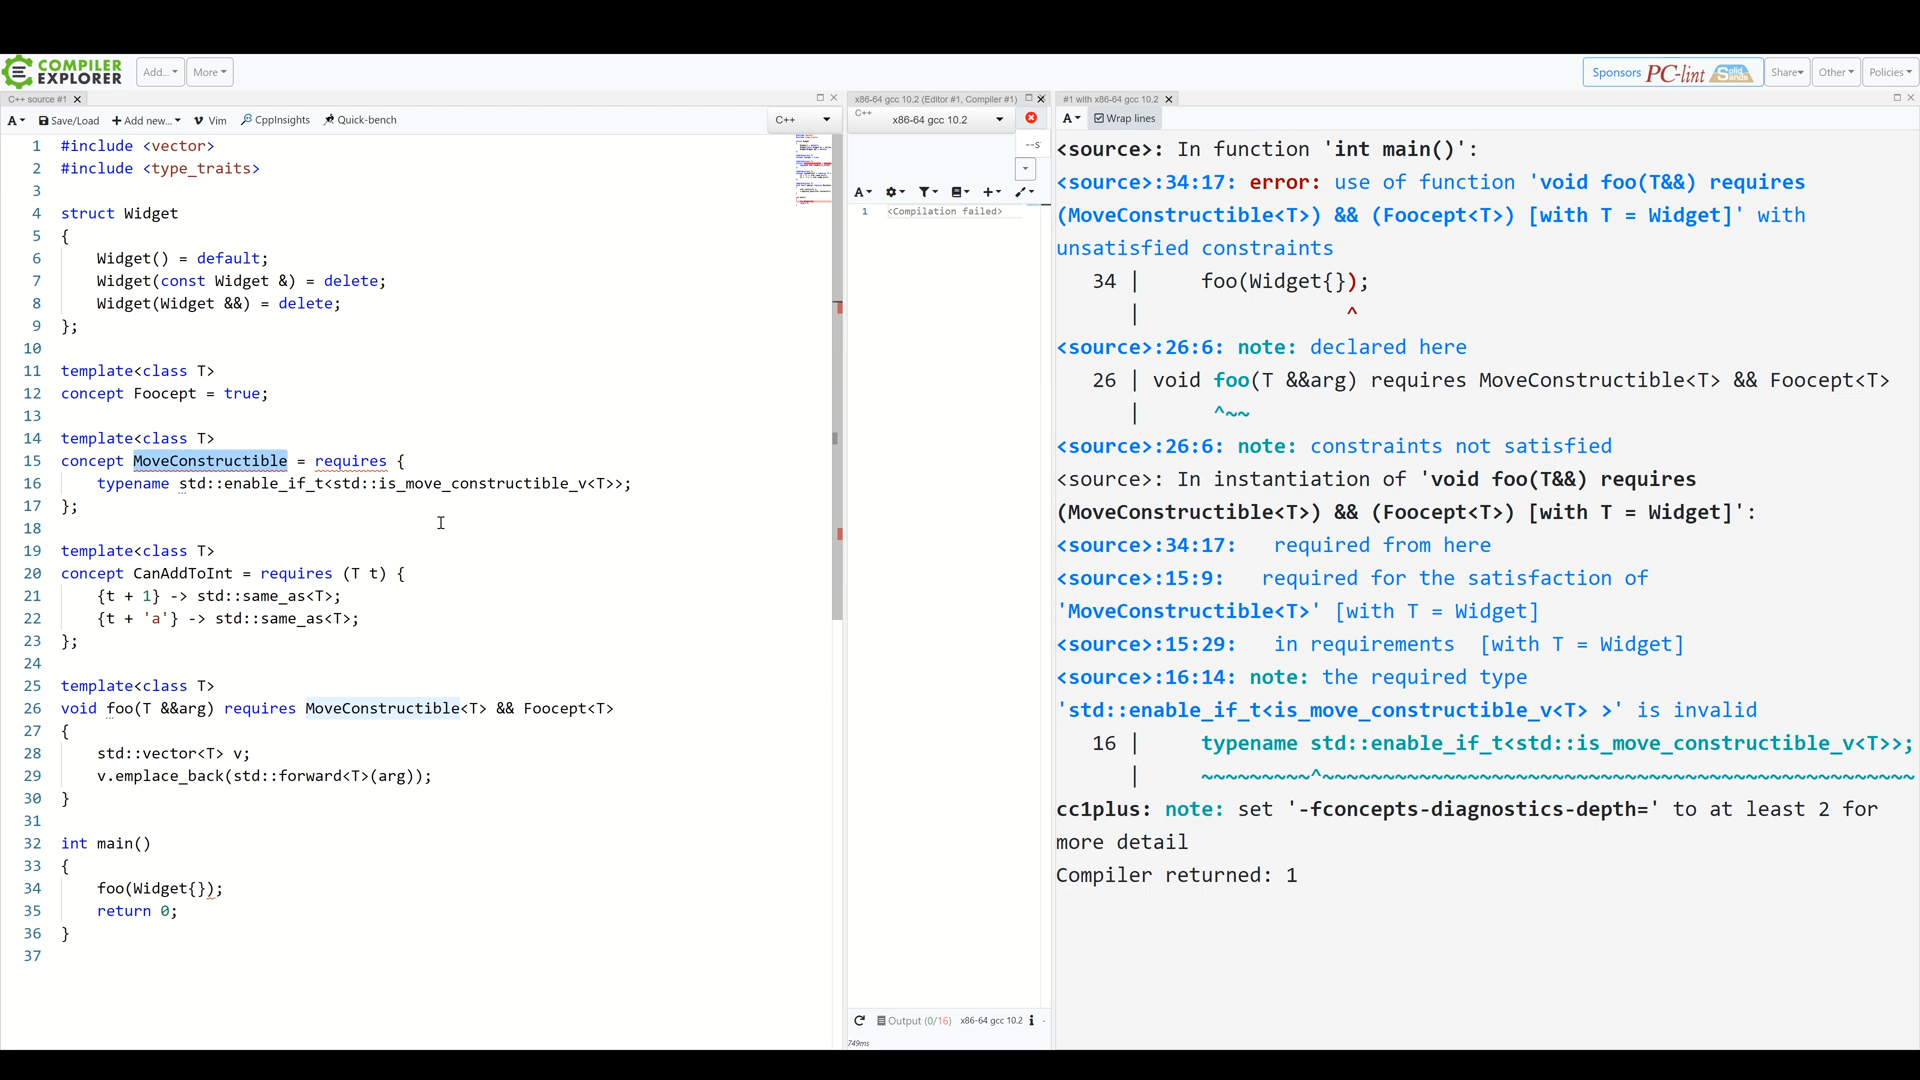 COMPILER
EXPLORER
Add...
More
Sponsors PC-lint Solid Sands
Share
Other
Policies
C++ source #1
A
Save/Load
Add new...
Vim
CppInsights
Quick-bench
C++
1 #include <vector>
2 #include <type_traits>
3
4 struct Widget
5 {
6 Widget() = default;
7 Widget(const Widget &) = delete;
8 Widget(Widget &&) = delete;
9 };
10
11 template<class T>
12 concept Foocept = true;
13
14 template<class T>
15 concept MoveConstructible = requires {
16 typename std::enable_if_t<std::is_move_constructible_v<T>>;
17 };
18
19 template<class T>
20 concept CanAddToInt = requires (T t) {
21 {t + 1} -> std::same_as<T>;
22 {t + 'a'} -> std::same_as<T>;
23 };
24
25 template<class T>
26 void foo(T &&arg) requires MoveConstructible<T> && Foocept<T>
27 {
28 std::vector<T> v;
29 v.emplace_back(std::forward<T>(arg));
30 }
31
32 int main()
33 {
34 foo(Widget{});
35 return 0;
36 }
37
x86-64 gcc 10.2 (Editor #1, Compiler #1)
C++
x86-64 gcc 10.2
--s
A
1 <Compilation failed>
Output (0/16) x86-64 gcc 10.2 i -
749ms
#1 with x86-64 gcc 10.2
A
Wrap lines
<source>: In function 'int main()':
<source>:34:17: error: use of function 'void foo(T&&) requires
(MoveConstructible<T>) && (Foocept<T>) [with T = Widget]' with
unsatisfied constraints
34 | foo(Widget{});
| ^
<source>:26:6: note: declared here
26 | void foo(T &&arg) requires MoveConstructible<T> && Foocept<T>
| ^~~
<source>:26:6: note: constraints not satisfied
<source>: In instantiation of 'void foo(T&&) requires
(MoveConstructible<T>) && (Foocept<T>) [with T = Widget]':
<source>:34:17: required from here
<source>:15:9: required for the satisfaction of
'MoveConstructible<T>' [with T = Widget]
<source>:15:29: in requirements [with T = Widget]
<source>:16:14: note: the required type
'std::enable_if_t<is_move_constructible_v<T> >' is invalid
16 | typename std::enable_if_t<std::is_move_constructible_v<T>>;
| ~~~~~~~~~^~~~~~~~~~~~~~~~~~~~~~~~~~~~~~~~~~~~~~~~~~~~~~~~~~~
cc1plus: note: set '-fconcepts-diagnostics-depth=' to at least 2 for
more detail
Compiler returned: 1